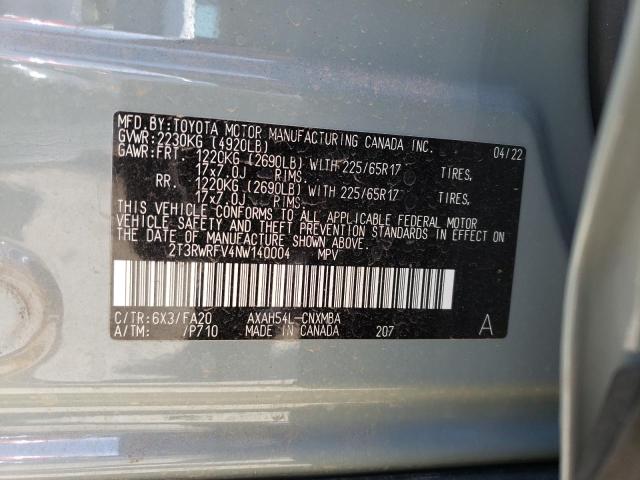 MFD. BY: TOYOTA MOTOR MANUFACTURING CANADA INC. 04/22
GVWR: 2230KG (4920LB)
GAWR: FRT. 1220KG (2690LB) WITH 225/65R17 TIRES,
17x7.0J RIMS,
RR. 1220KG (2690LB) WITH 225/65R17 TIRES,
17x7.0J RIMS,
THIS VEHICLE CONFORMS TO ALL APPLICABLE FEDERAL MOTOR
VEHICLE SAFETY AND THEFT PREVENTION STANDARDS IN EFFECT ON
THE DATE OF MANUFACTURE SHOWN ABOVE.
2T3RWRFV4NW140004 MPV
C/TR: 6X3/FA20 AXAH54L-CNXMBA
A/TM: /P710 MADE IN CANADA 207 A